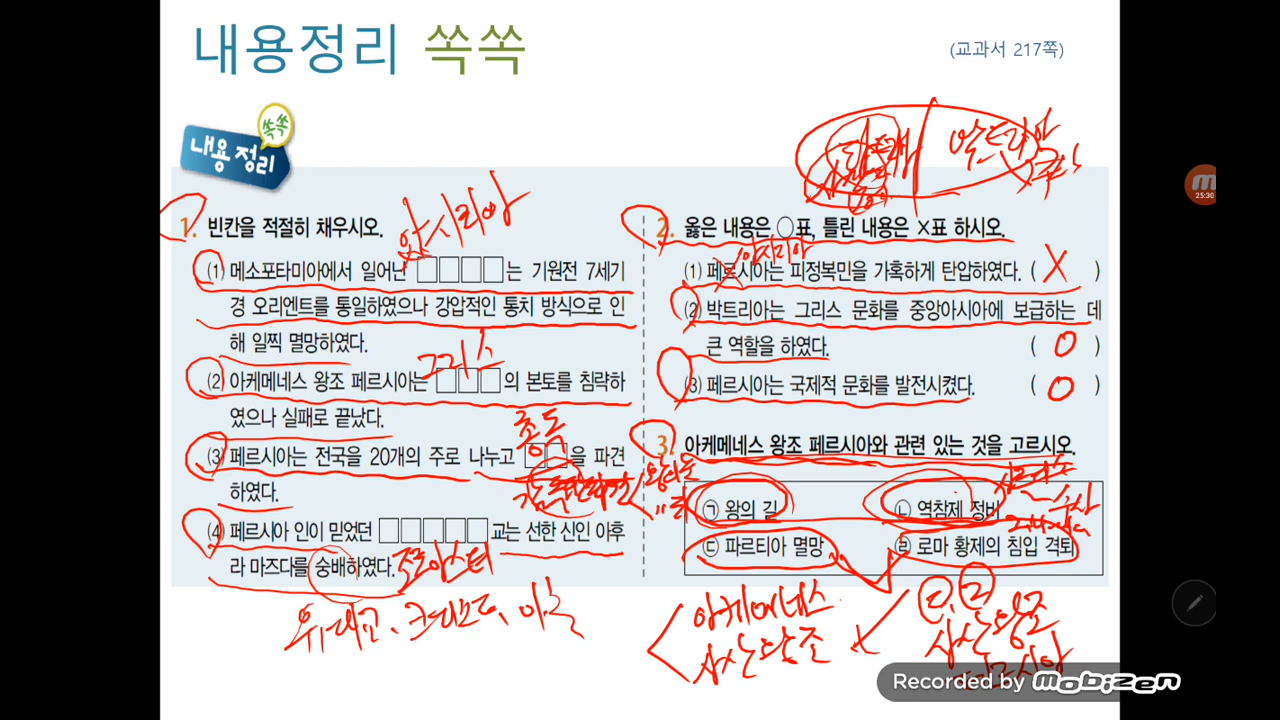 내용정리 쏙쏙
(교과서 217쪽)
쏙쏙
내용 정리
1. 빈칸을 적절히 채우시오.
앗시리아
(1) 메소포타미아에서 일어난 □□□□는 기원전 7세기
경 오리엔트를 통일하였으나 강압적인 통치 방식으로 인
해 일찍 멸망하였다.
그리스
(2) 아케메네스 왕조 페르시아는 □□□의 본토를 침략하
였으나 실패로 끝났다.
총독
(3) 페르시아는 전국을 20개의 주로 나누고 □□을 파견
하였다.
(4) 페르시아 인이 믿었던 □□□□□교는 선한 신인 아후
라 마즈다를 숭배하였다.
조로아스터
유대교, 크리스트교, 이슬
2. 옳은 내용은 ○표, 틀린 내용은 ×표 하시오.
아시리아
(1) 페르시아는 피정복민을 가혹하게 탄압하였다. ( X )
(2) 박트리아는 그리스 문화를 중앙아시아에 보급하는 데
큰 역할을 하였다. ( O )
(3) 페르시아는 국제적 문화를 발전시켰다. ( O )
3. 아케메네스 왕조 페르시아와 관련 있는 것을 고르시오.
㉠ 왕의 길 ㉡ 역참제 정비
㉢ 파르티아 멸망 ㉣ 로마 황제의 침입 격퇴
아케메네스
사산왕조
㉢, ㉣
사산 왕조
페르시아
25:30
Recorded by mobizen